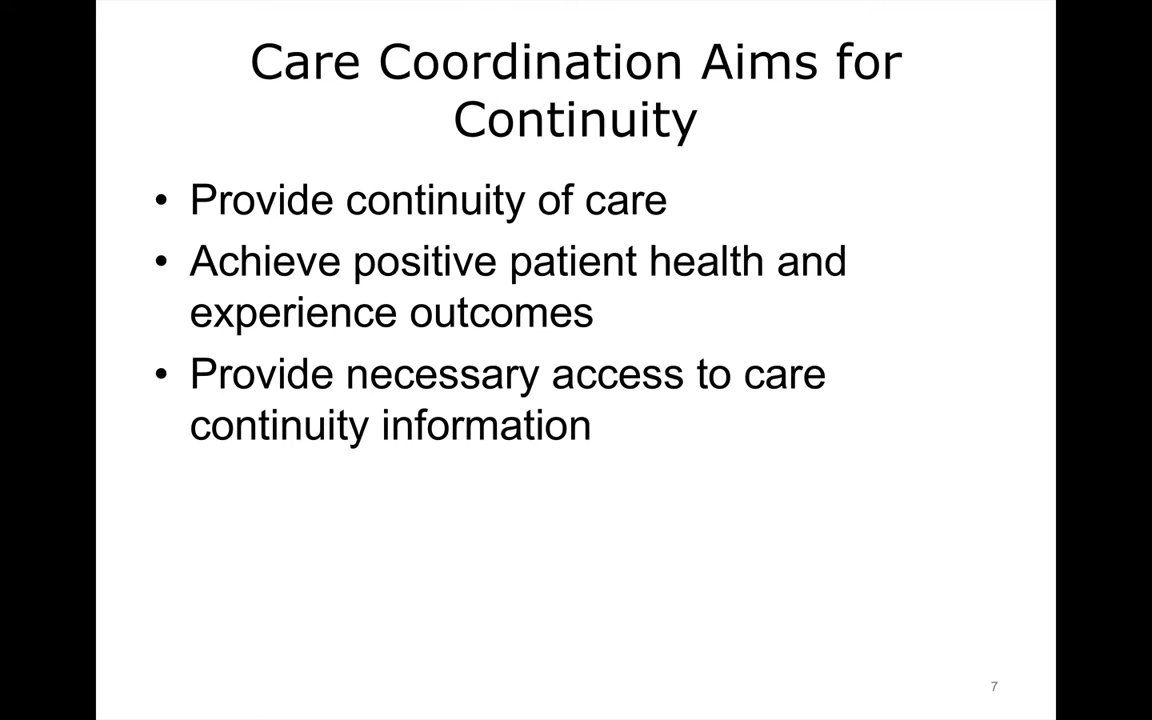 Care Coordination Aims for
Continuity
• Provide continuity of care
• Achieve positive patient health and
experience outcomes
• Provide necessary access to care
continuity information
7